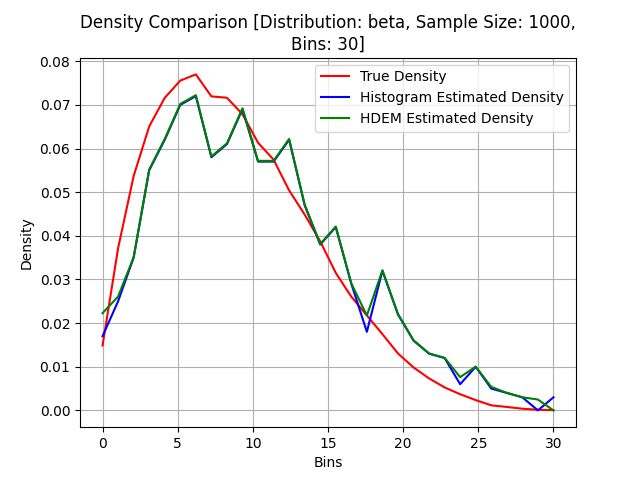 Density Comparison [Distribution: beta, Sample Size: 1000,
Bins: 30]
True Density
Histogram Estimated Density
HDEM Estimated Density
Density
0.08
0.07
0.06
0.05
0.04
0.03
0.02
0.01
0.00
0 5 10 15 20 25 30
Bins